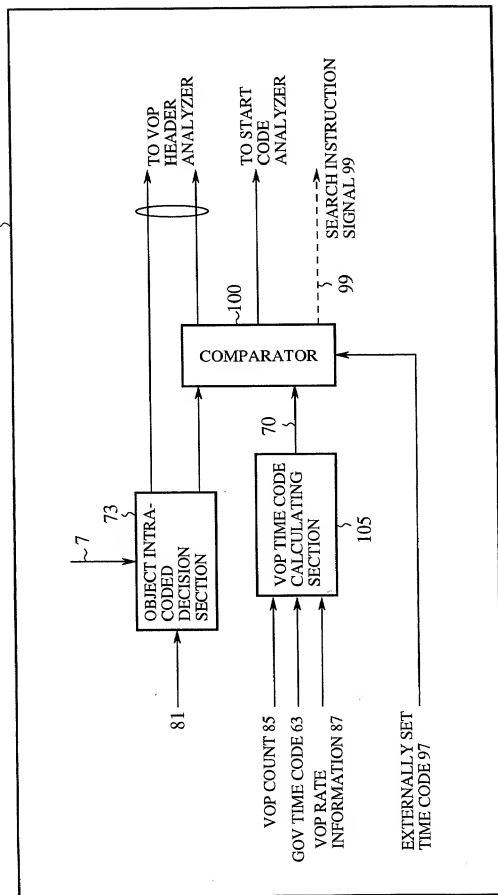 7
73
OBJECT INTRA-
CODED
DECISION
SECTION
81
TO VOP
HEADER
ANALYZER
100
COMPARATOR
TO START
CODE
ANALYZER
99
SEARCH INSTRUCTION
SIGNAL 99
70
VOP TIME CODE
CALCULATING
SECTION
105
VOP COUNT 85
GOV TIME CODE 63
VOP RATE
INFORMATION 87
EXTERNALLY SET
TIME CODE 97